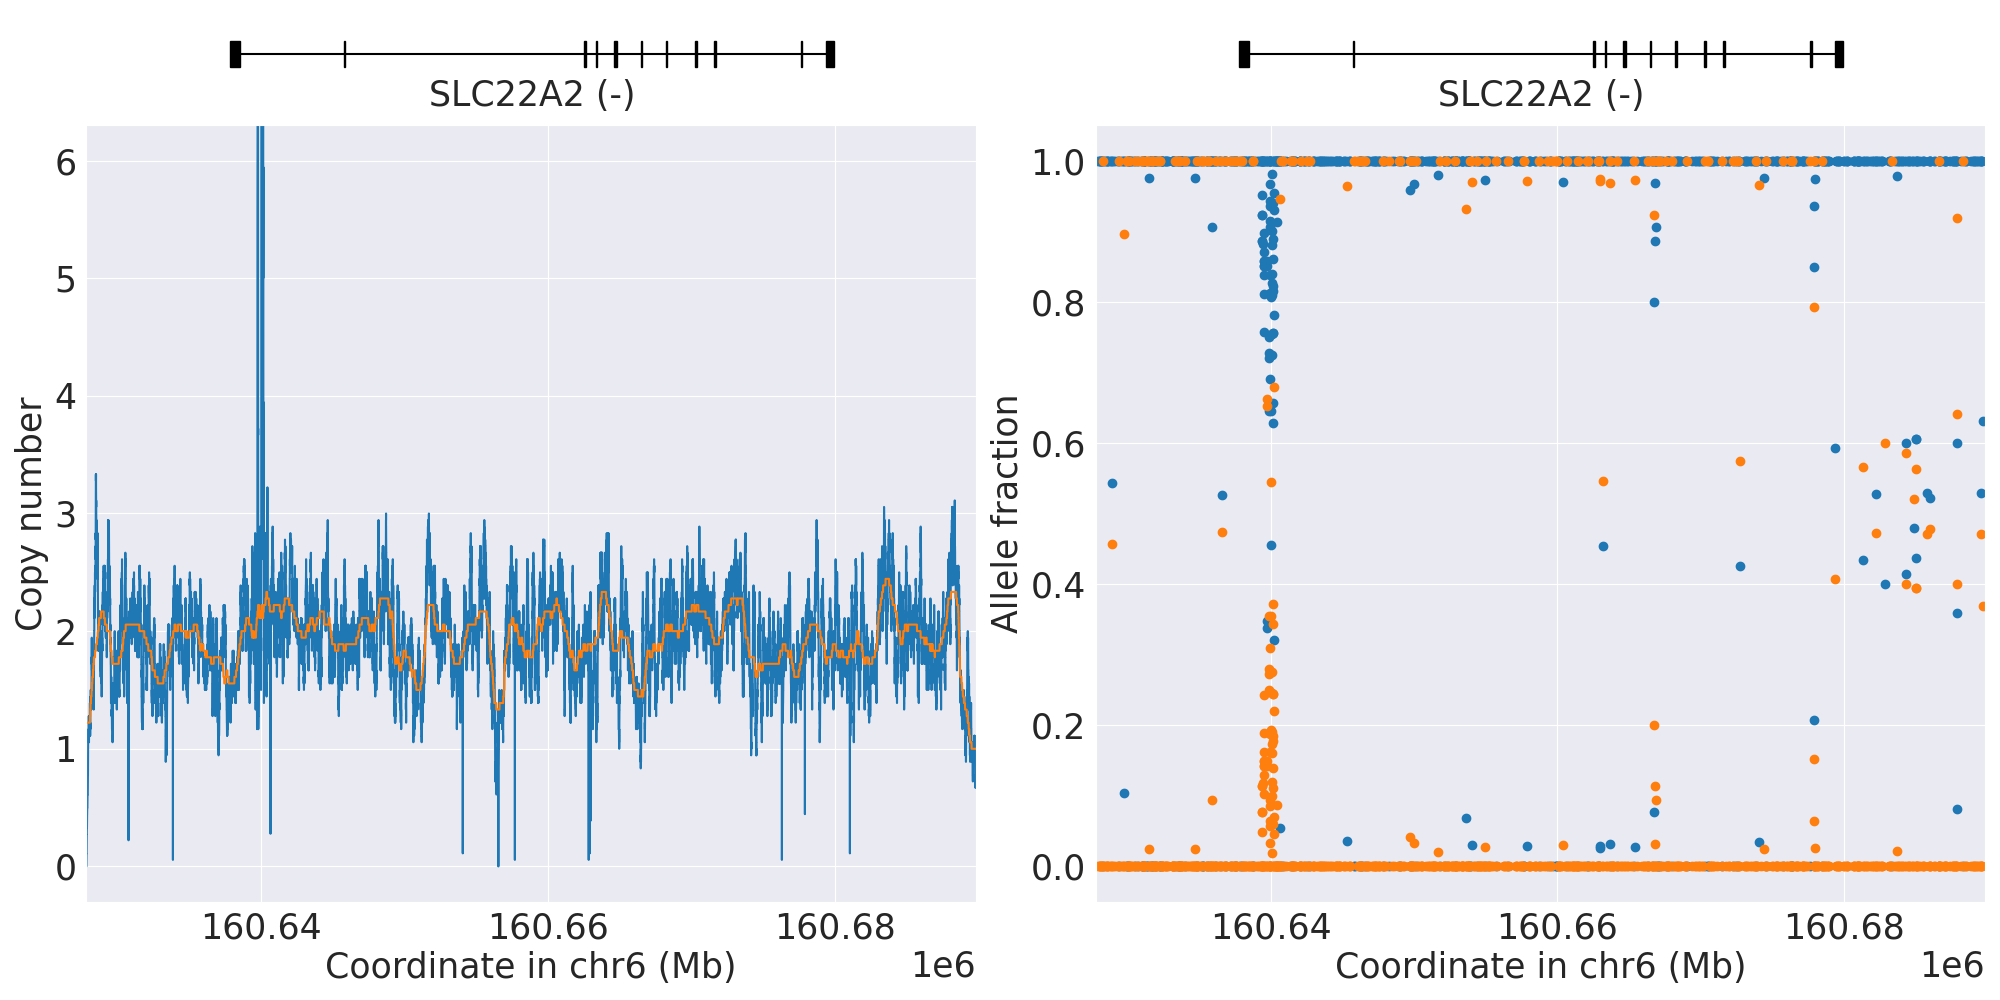 SLC22A2 (-)
6
5
4
3
2
1
0
Copy number
160.64 160.66 160.68
Coordinate in chr6 (Mb) 1e6
SLC22A2 (-)
1.0
0.8
0.6
0.4
0.2
0.0
Allele fraction
160.64 160.66 160.68
Coordinate in chr6 (Mb) 1e6